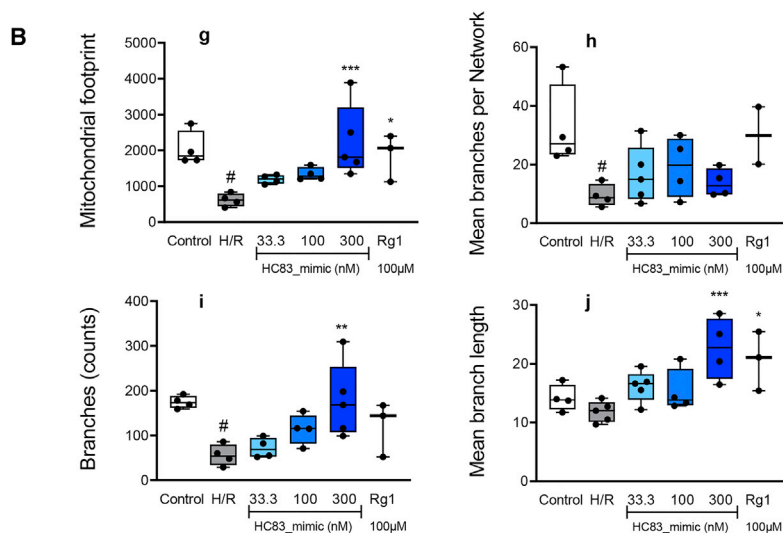 B
g
Mitochondrial footprint
5000
4000
3000
2000
1000
0
#
***
*
Control H/R 33.3 100 300 Rg1
HC83_mimic (nM) 100µM
h
Mean branches per Network
60
40
20
0
#
Control H/R 33.3 100 300 Rg1
HC83_mimic (nM) 100µM
i
Branches (counts)
400
300
200
100
0
#
**
Control H/R 33.3 100 300 Rg1
HC83_mimic (nM) 100µM
j
Mean branch length
30
20
10
0
***
*
Control H/R 33.3 100 300 Rg1
HC83_mimic (nM) 100µM